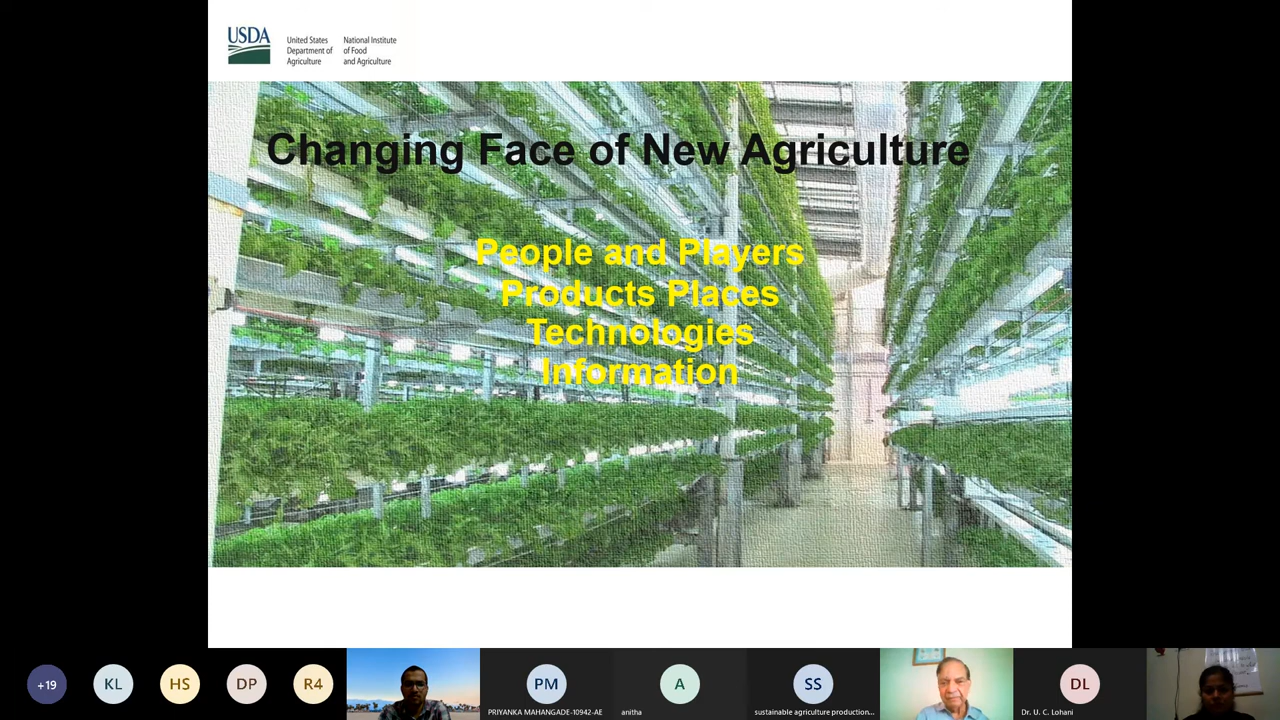 USDA
United States
Department of
Agriculture
National Institute
of Food
and Agriculture
Changing Face of New Agriculture
People and Players
Products Places
Technologies
Information
+19
KL
HS
DP
R4
PM
PRIYANKA MAHANGADE-10942-AE
A
anitha
SS
sustainable agriculture production...
DL
Dr. U. C. Lohani